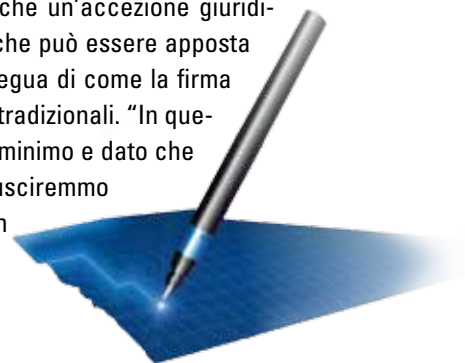 che un'accezione giuridi-
che può essere apposta
egua di come la firma
tradizionali. “In que-
minimo e dato che
usciremmo